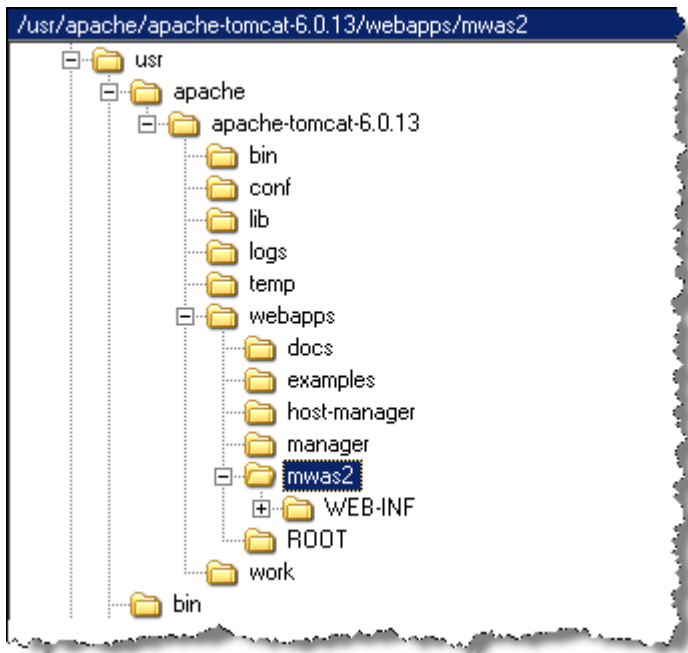 /usr/apache/apache-tomcat-6.0.13/webapps/mwas2
usr
apache
apache-tomcat-6.0.13
bin
conf
lib
logs
temp
webapps
docs
examples
host-manager
manager
mwas2
WEB-INF
ROOT
work
bin